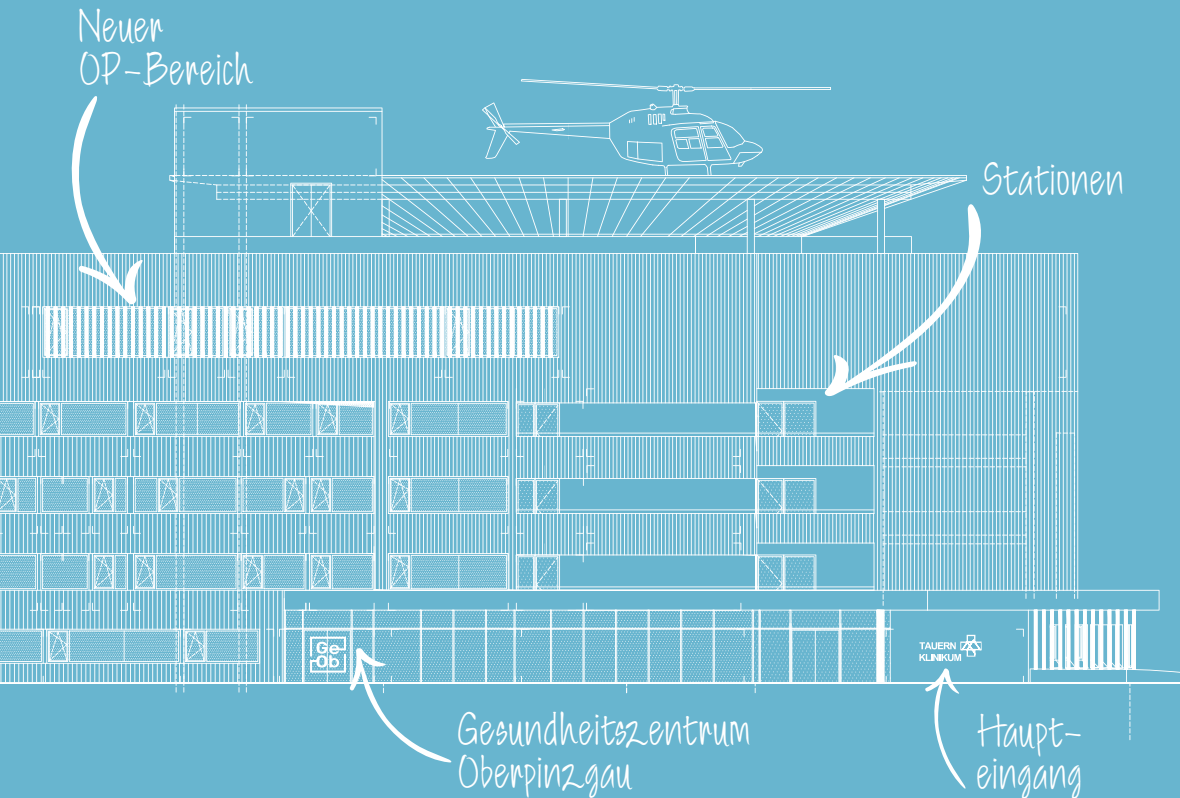 Neuer
OP-Bereich
Stationen
Ge
Ob
TAUERN
KLINIKUM
Gesundheitszentrum
Oberpinzgau
Haupt-
eingang